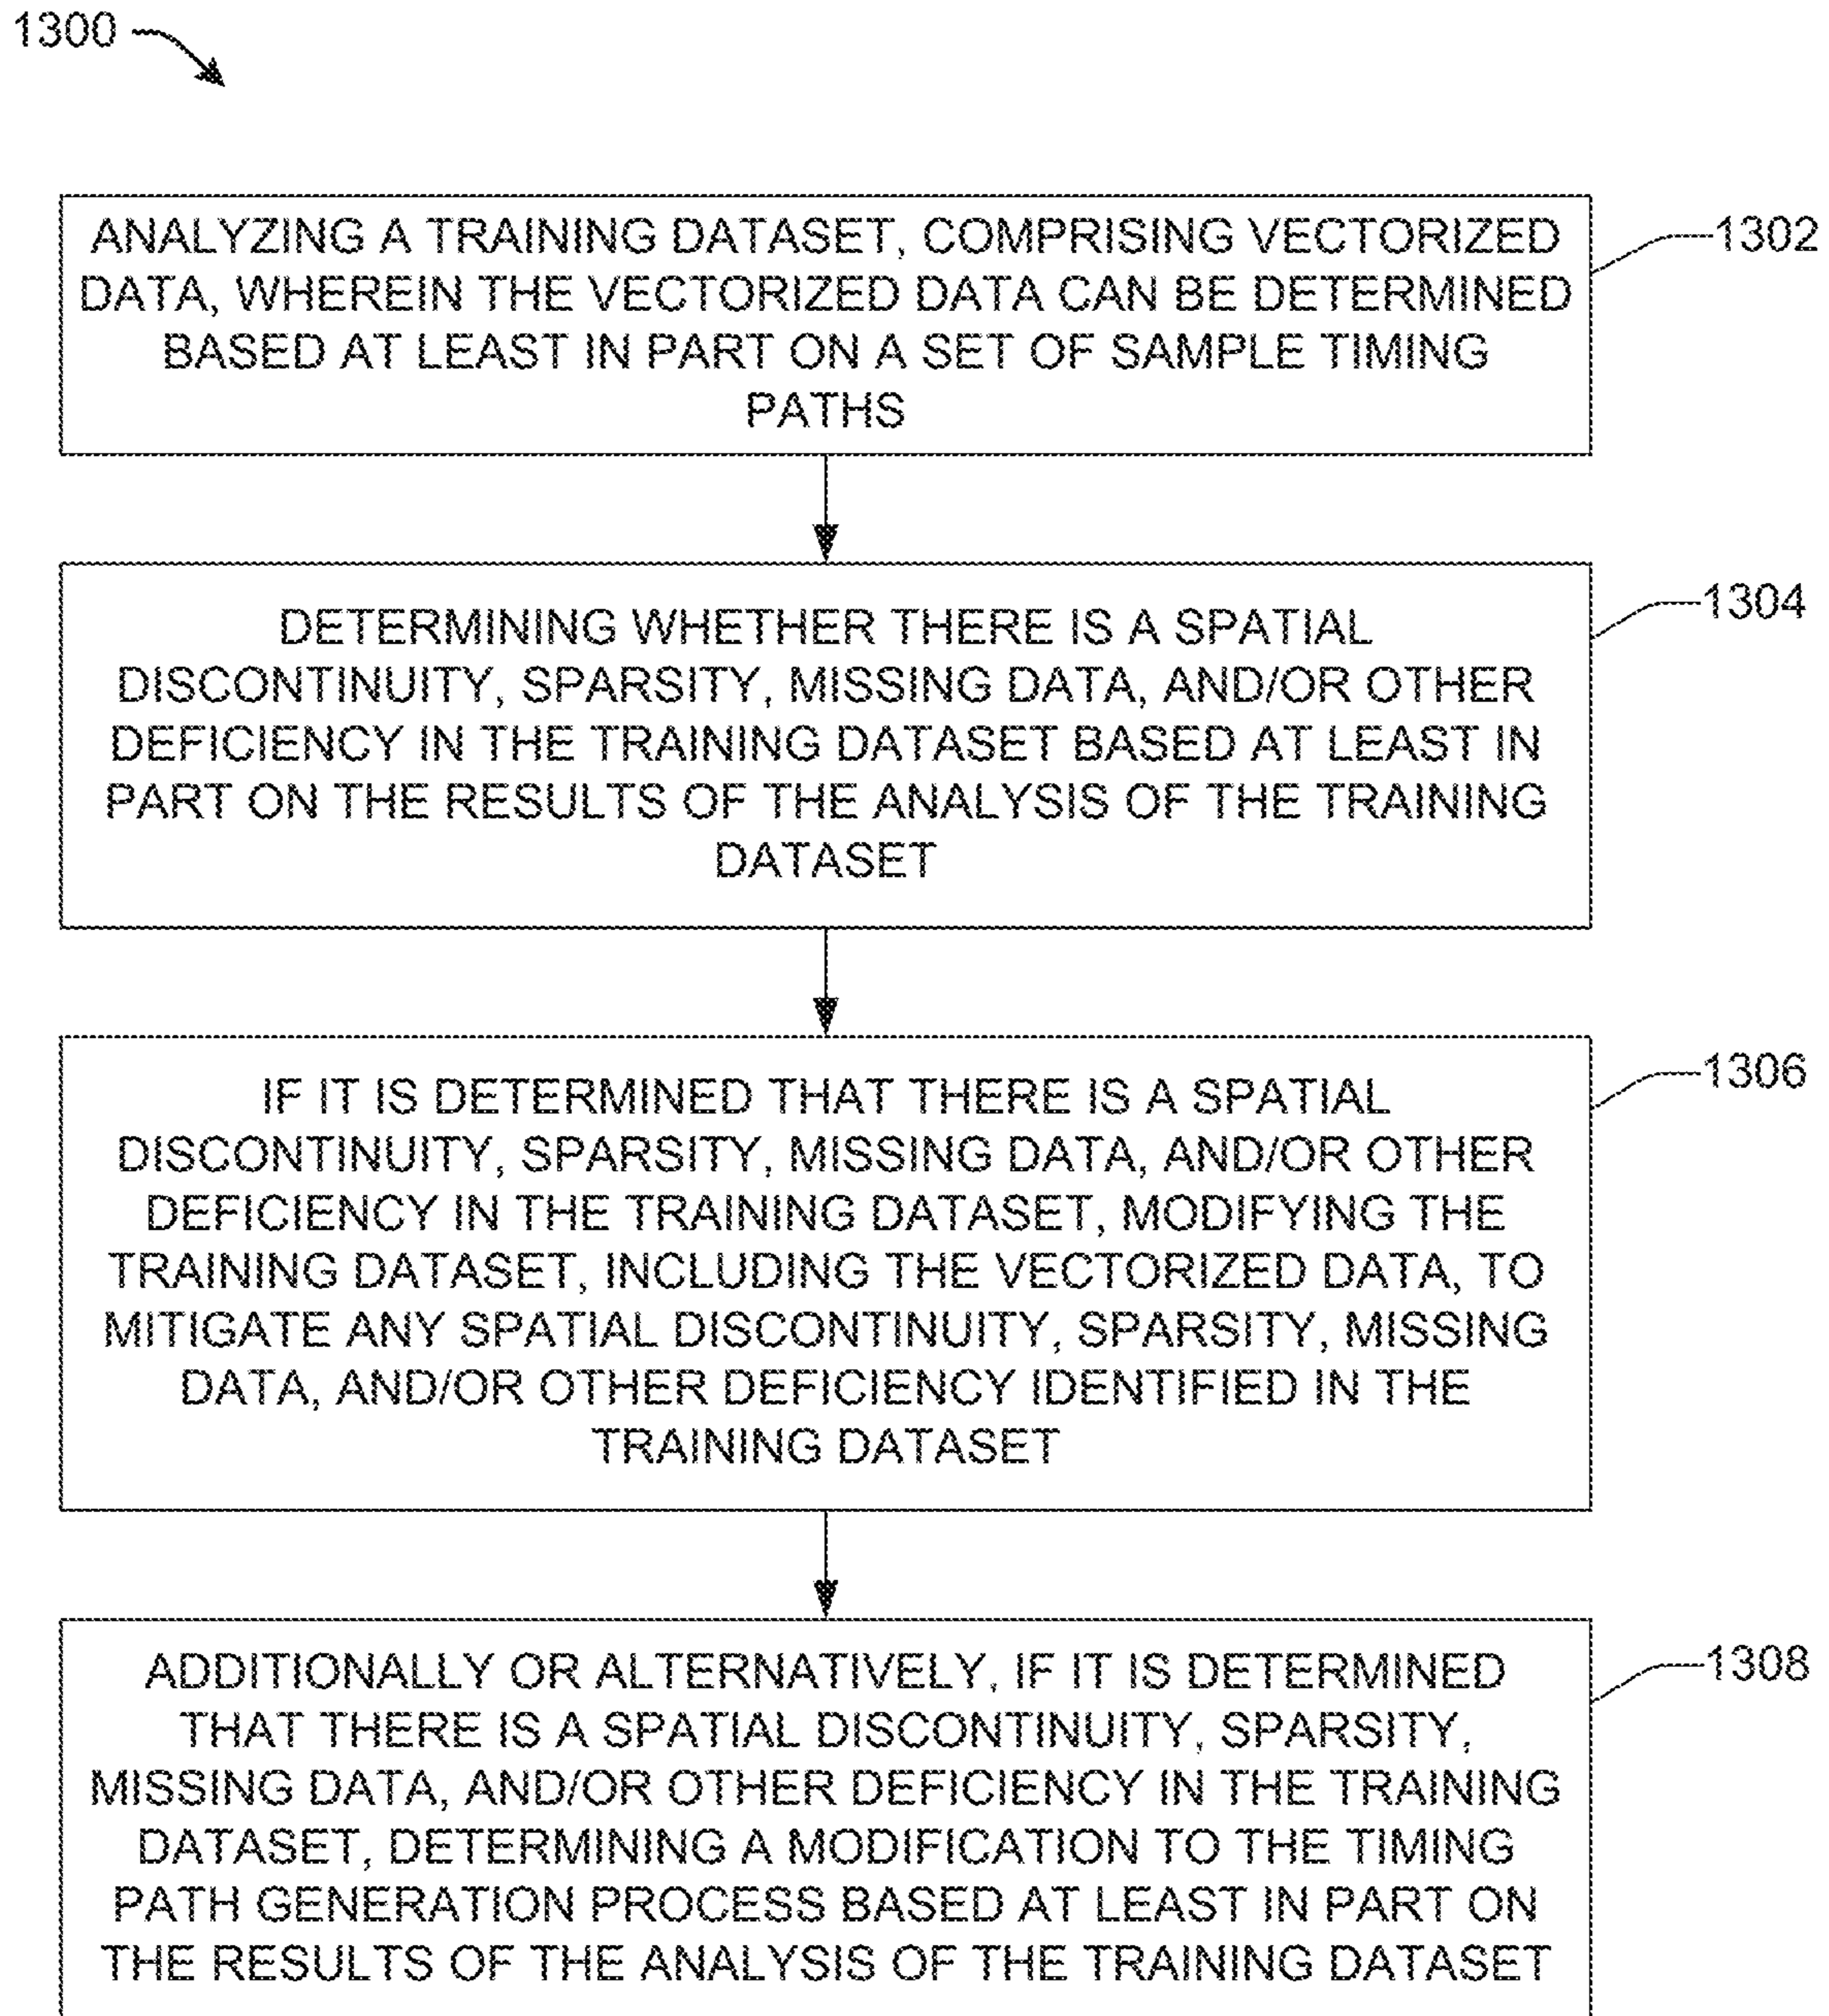 1300
ANALYZING A TRAINING DATASET, COMPRISING VECTORIZED
DATA, WHEREIN THE VECTORIZED DATA CAN BE DETERMINED
BASED AT LEAST IN PART ON A SET OF SAMPLE TIMING
PATHS
1302
DETERMINING WHETHER THERE IS A SPATIAL
DISCONTINUITY, SPARSITY, MISSING DATA, AND/OR OTHER
DEFICIENCY IN THE TRAINING DATASET BASED AT LEAST IN
PART ON THE RESULTS OF THE ANALYSIS OF THE TRAINING
DATASET
1304
IF IT IS DETERMINED THAT THERE IS A SPATIAL
DISCONTINUITY, SPARSITY, MISSING DATA, AND/OR OTHER
DEFICIENCY IN THE TRAINING DATASET, MODIFYING THE
TRAINING DATASET, INCLUDING THE VECTORIZED DATA, TO
MITIGATE ANY SPATIAL DISCONTINUITY, SPARSITY, MISSING
DATA, AND/OR OTHER DEFICIENCY IDENTIFIED IN THE
TRAINING DATASET
1306
ADDITIONALLY OR ALTERNATIVELY, IF IT IS DETERMINED
THAT THERE IS A SPATIAL DISCONTINUITY, SPARSITY,
MISSING DATA, AND/OR OTHER DEFICIENCY IN THE TRAINING
DATASET, DETERMINING A MODIFICATION TO THE TIMING
PATH GENERATION PROCESS BASED AT LEAST IN PART ON
THE RESULTS OF THE ANALYSIS OF THE TRAINING DATASET
1308